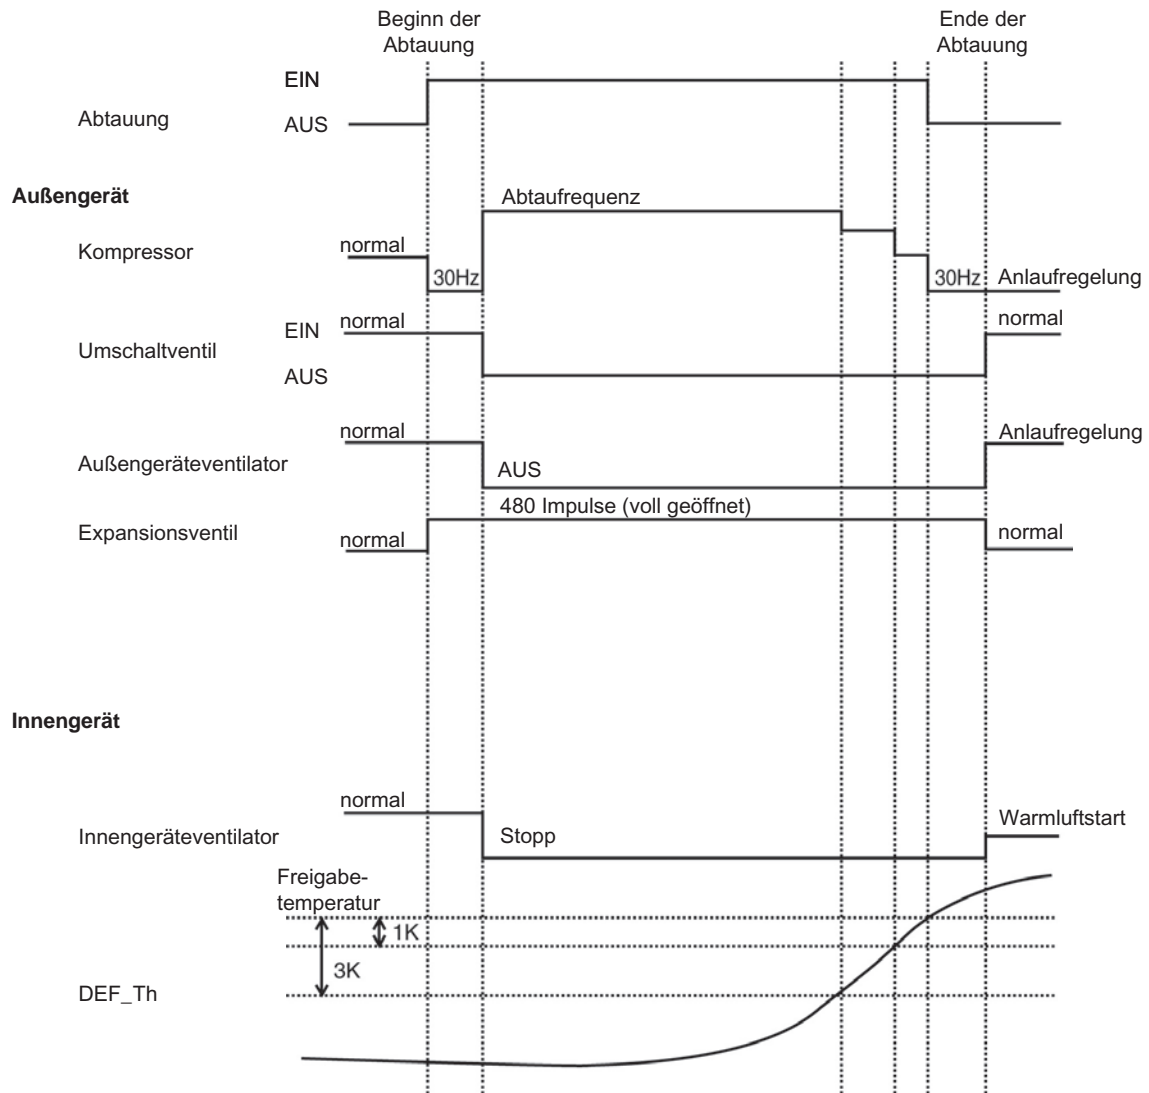 Beginn der
Abtauung
Ende der
Abtauung
EIN
Abtauung
AUS
Außengerät
Abtaufrequenz
normal
Kompressor
30Hz
30Hz
Anlaufregelung
EIN
normal
normal
Umschaltventil
AUS
normal
Anlaufregelung
Außengeräteventilator
AUS
480 Impulse (voll geöffnet)
Expansionsventil
normal
normal
Innengerät
normal
Warmluftstart
Innengeräteventilator
Stopp
Freigabe-
temperatur
1K
3K
DEF_Th